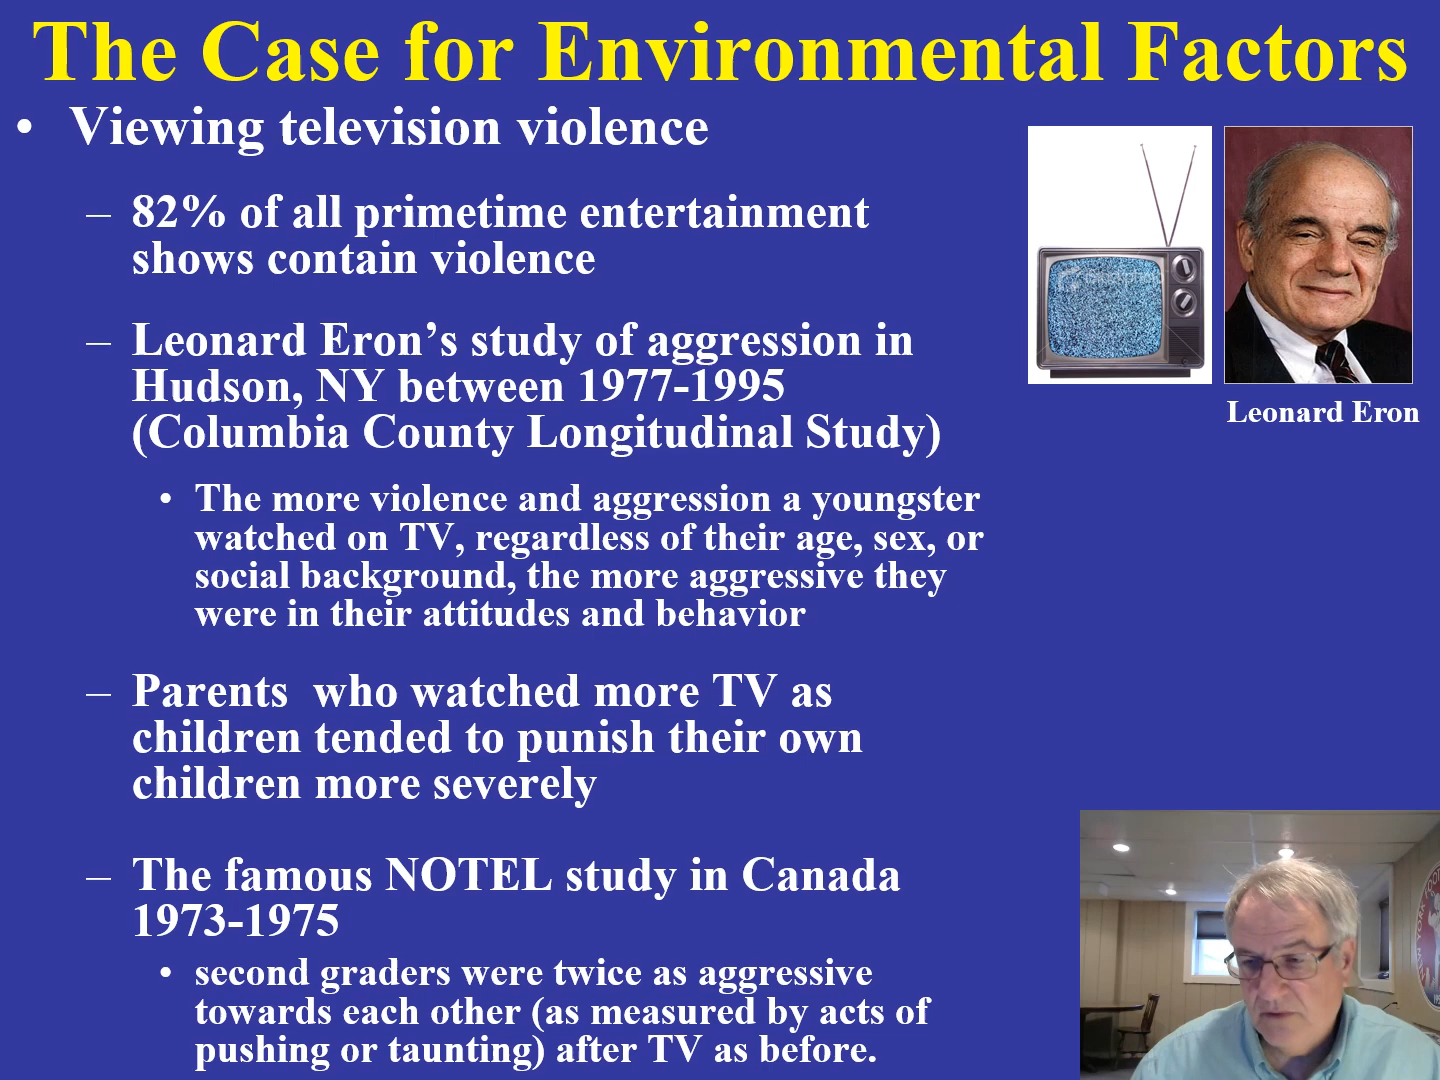 The Case for Environmental Factors
• Viewing television violence
– 82% of all primetime entertainment
shows contain violence
– Leonard Eron’s study of aggression in
Hudson, NY between 1977-1995
(Columbia County Longitudinal Study)
• The more violence and aggression a youngster
watched on TV, regardless of their age, sex, or
social background, the more aggressive they
were in their attitudes and behavior
– Parents  who watched more TV as
children tended to punish their own
children more severely
– The famous NOTEL study in Canada
1973-1975
• second graders were twice as aggressive
towards each other (as measured by acts of
pushing or taunting) after TV as before.
Leonard Eron